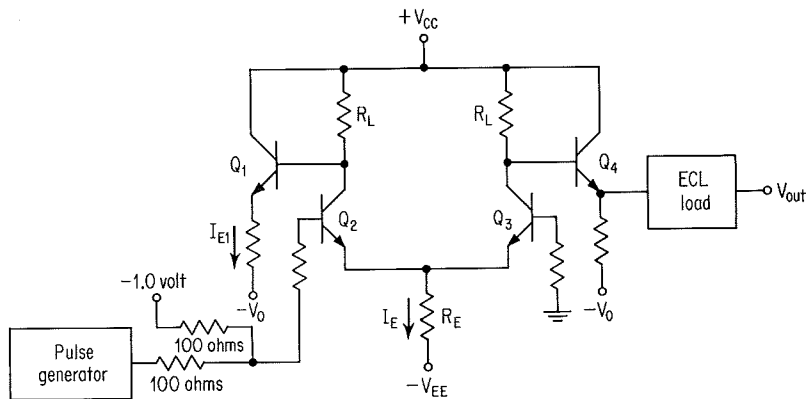 +V_CC
R_L
R_L
Q_1
Q_4
ECL
load
V_out
Q_2
Q_3
I_E1
-1.0 volt
-V_0
I_E
R_E
-V_0
100 ohms
Pulse
generator
100 ohms
-V_EE